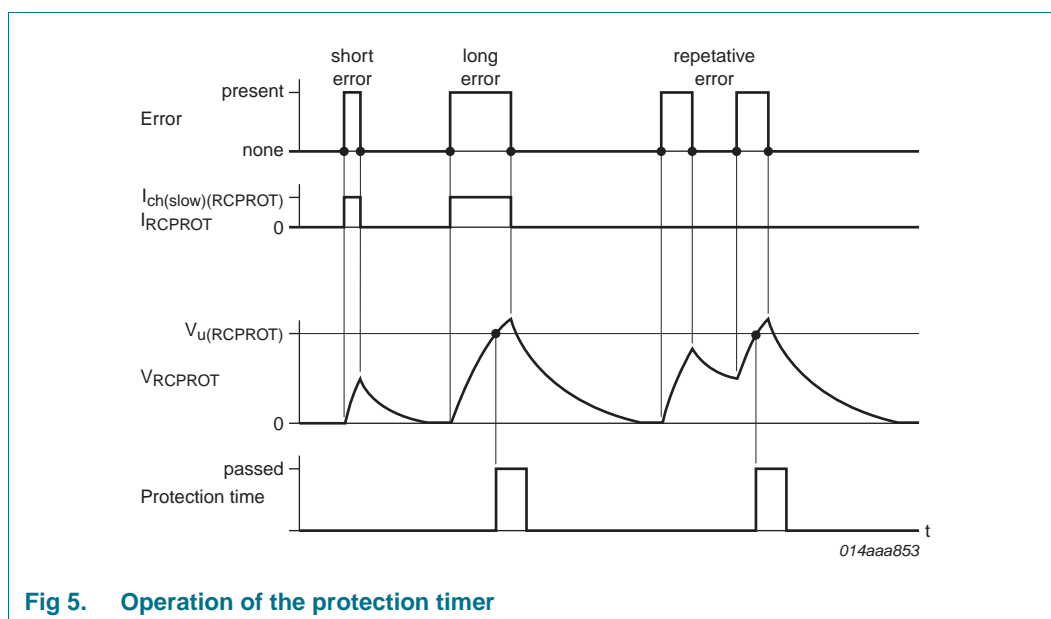 short error
long error
repetative error
present
Error
none
Ich(slow)(RCPROT)
IRCPROT
0
Vu(RCPROT)
VRCPROT
0
passed
Protection time
t
014aaa853
Fig 5. Operation of the protection timer